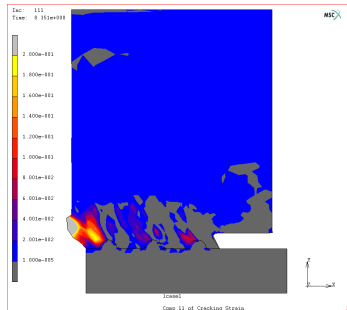 Inc: 111
Time: 8.351e+000
MSC
2.000e-001
1.800e-001
1.600e-001
1.400e-001
1.200e-001
1.000e-001
8.001e-002
6.001e-002
4.001e-002
2.001e-002
1.000e-005
Z
Y
X
lcase1
Comp 11 of Cracking Strain